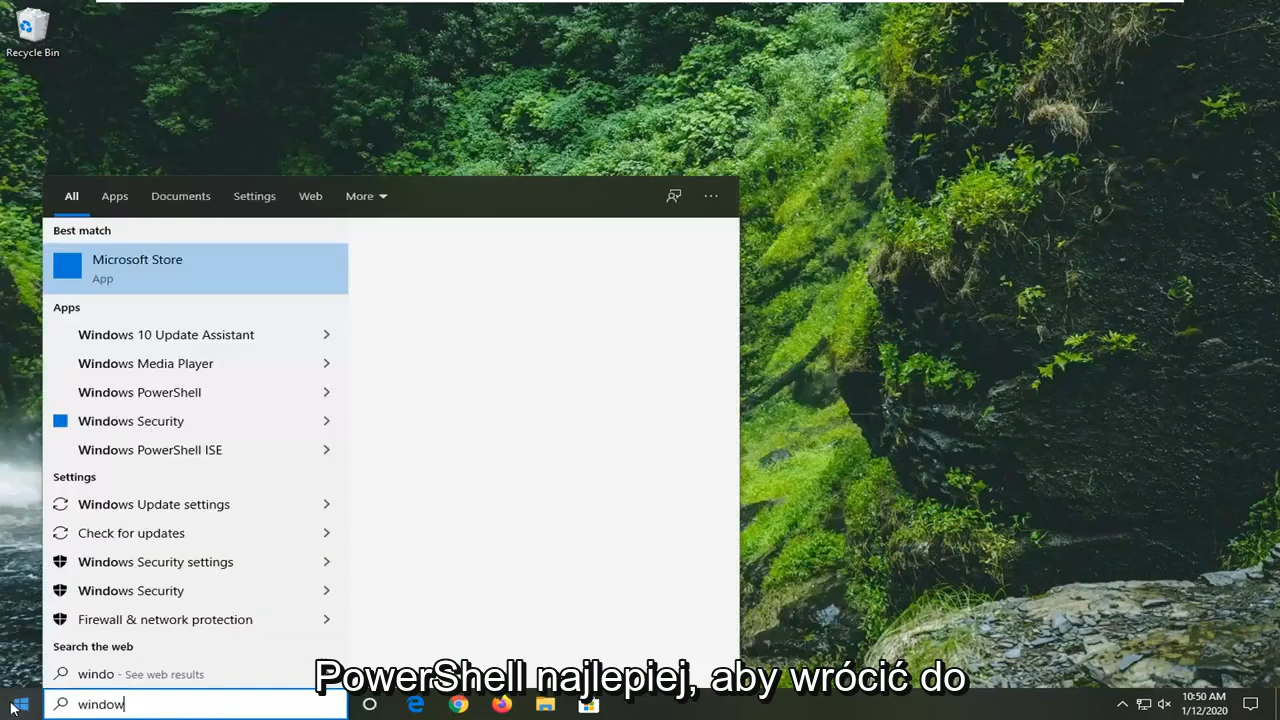 Recycle Bin
All Apps Documents Settings Web More
Best match
Microsoft Store
App
Apps
Windows 10 Update Assistant
Windows Media Player
Windows PowerShell
Windows Security
Windows PowerShell ISE
Settings
Windows Update settings
Check for updates
Windows Security settings
Windows Security
Firewall & network protection
Search the web
windo - See web results
PowerShell najlepiej, aby wrócić do
window
10:50 AM
1/12/2020